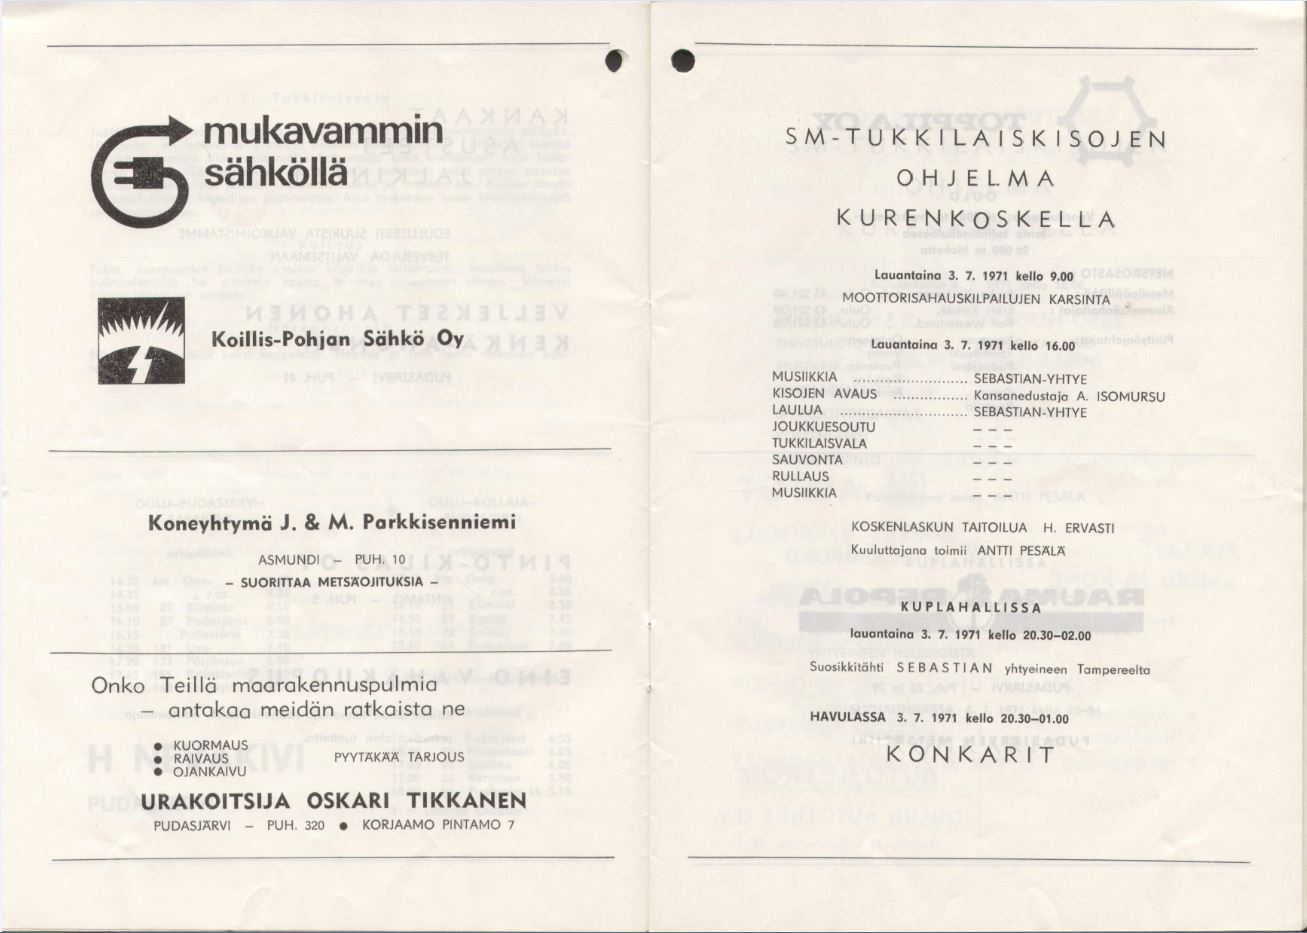 mukavammin
sähköllä
Koillis-Pohjan Sähkö Oy
Koneyhtymä J. & M. Parkkisenniemi
ASMUNDI — PUH. 10
– SUORITTAA METSÄOJITUKSIA –
Onko Teillä maarakennuspulmia
— antakaa meidän ratkaista ne
● KUORMAUS
● RAIVAUS
● OJANKAIVU
PYYTÄKÄÄ TARJOUS
URAKOITSIJA OSKARI TIKKANEN
PUDASJÄRVI — PUH. 320 ● KORJAAMO PINTAMO 7
SM-TUKKILAISKISOJEN
OHJELMA
KURENKOSKELLA
Lauantaina 3. 7. 1971 kello 9.00
MOOTTORISAHAUSKILPAILUJEN KARSINTA
Lauantaina 3. 7. 1971 kello 16.00
MUSIIKKIA ........................... SEBASTIAN-YHTYE
KISOJEN AVAUS ................ Kansanedustaja A. ISOMURSU
LAULUA .............................. SEBASTIAN-YHTYE
JOUKKUESOUTU – – –
TUKKILAISVALA – – –
SAUVONTA – – –
RULLAUS – – –
MUSIIKKIA – – –
KOSKENLASKUN TAITOILUA H. ERVASTI
Kuuluttajana toimii ANTTI PESÄLÄ
KUPLAHALLISSA
lauantaina 3. 7. 1971 kello 20.30—02.00
Suosikkitähti SEBASTIAN yhtyeineen Tampereelta
HAVULASSA 3. 7. 1971 kello 20.30—01.00
KONKARIT